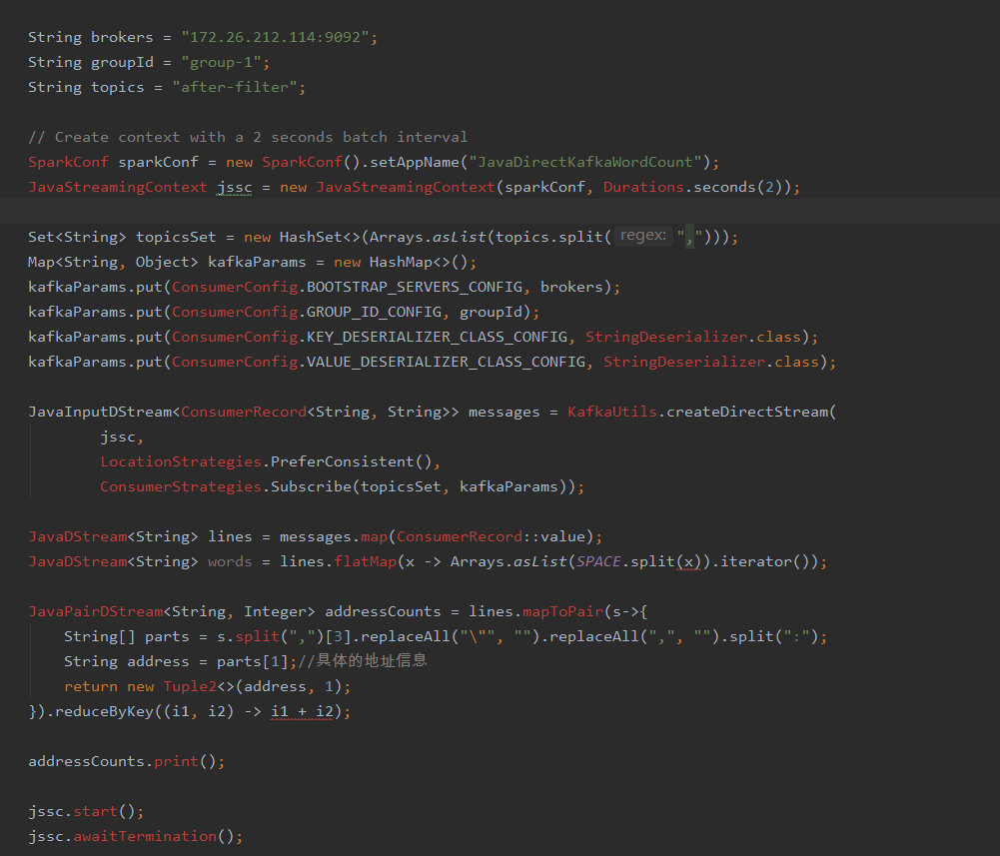 String brokers = "172.26.212.114:9092";
String groupId = "group-1";
String topics = "after-filter";
// Create context with a 2 seconds batch interval
SparkConf sparkConf = new SparkConf().setAppName("JavaDirectKafkaWordCount");
JavaStreamingContext jssc = new JavaStreamingContext(sparkConf, Durations.seconds(2));
Set<String> topicsSet = new HashSet<>(Arrays.asList(topics.split( regex: ",")));
Map<String, Object> kafkaParams = new HashMap<>();
kafkaParams.put(ConsumerConfig.BOOTSTRAP_SERVERS_CONFIG, brokers);
kafkaParams.put(ConsumerConfig.GROUP_ID_CONFIG, groupId);
kafkaParams.put(ConsumerConfig.KEY_DESERIALIZER_CLASS_CONFIG, StringDeserializer.class);
kafkaParams.put(ConsumerConfig.VALUE_DESERIALIZER_CLASS_CONFIG, StringDeserializer.class);
JavaInputDStream<ConsumerRecord<String, String>> messages = KafkaUtils.createDirectStream(
jssc,
LocationStrategies.PreferConsistent(),
ConsumerStrategies.Subscribe(topicsSet, kafkaParams));
JavaDStream<String> lines = messages.map(ConsumerRecord::value);
JavaDStream<String> words = lines.flatMap(x -> Arrays.asList(SPACE.split(x)).iterator());
JavaPairDStream<String, Integer> addressCounts = lines.mapToPair(s->{
String[] parts = s.split(",")[3].replaceAll("\"", "").replaceAll(",", "").split(":");
String address = parts[1];//具体的地址信息
return new Tuple2<>(address, 1);
}).reduceByKey((i1, i2) -> i1 + i2);
addressCounts.print();
jssc.start();
jssc.awaitTermination();